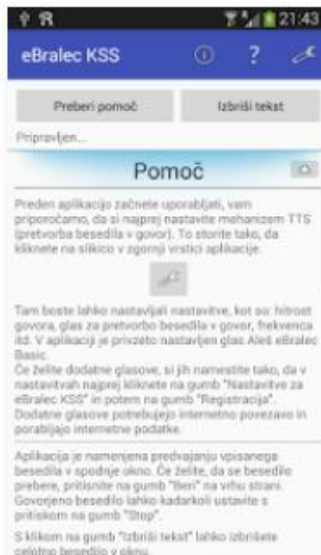 21:43
eBralec KSS
Preberi pomoč
Izbriši tekst
Pripravljen...
Pomoč
Preden aplikacijo začnete uporabljati, vam
priporočamo, da si najprej nastavite mehanizem TTS
(pretvorba besedila v govor). To storite tako, da
kliknete na slikico v zgornji vrstici aplikacije.
Tam boste lahko nastavljali nastavitve, kot so: hitrost
govora, glas za pretvorbo besedila v govor, frekvenca
itd. V aplikaciji je privzeto nastavljen glas Aleš eBralec
Basic.
Če želite dodatne glasove, si jih namestite tako, da v
nastavitvah najprej kliknete na gumb "Nastavitve za
eBralec KSS" in potem na gumb "Registracija".
Dodatne glasove potrebujejo internetno povezavo in
porabljajo internetne podatke.
Aplikacija je namenjena predvajanju vpisanega
besedila v spodnje okno. Če želite, da se besedilo
prebere, pritisnite na gumb "Beri" na vrhu strani.
Govorjeno besedilo lahko kadarkoli ustavite s
pritiskom na gumb "Stop".
S klikom na gumb "Izbriši tekst" lahko izbrišete
celotno besedilo v oknu.